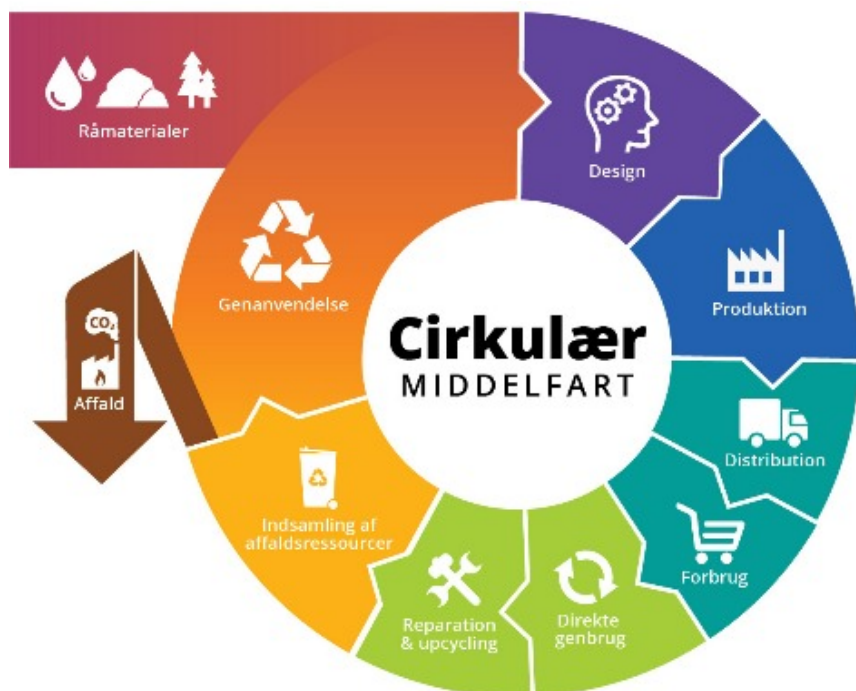 Råmaterialer
Design
Produktion
Distribution
Forbrug
Direkte
genbrug
Reparation
& upcycling
Indsamling af
affaldsressourcer
Genanvendelse
CO₂
Affald
Cirkulær
MIDDELFART